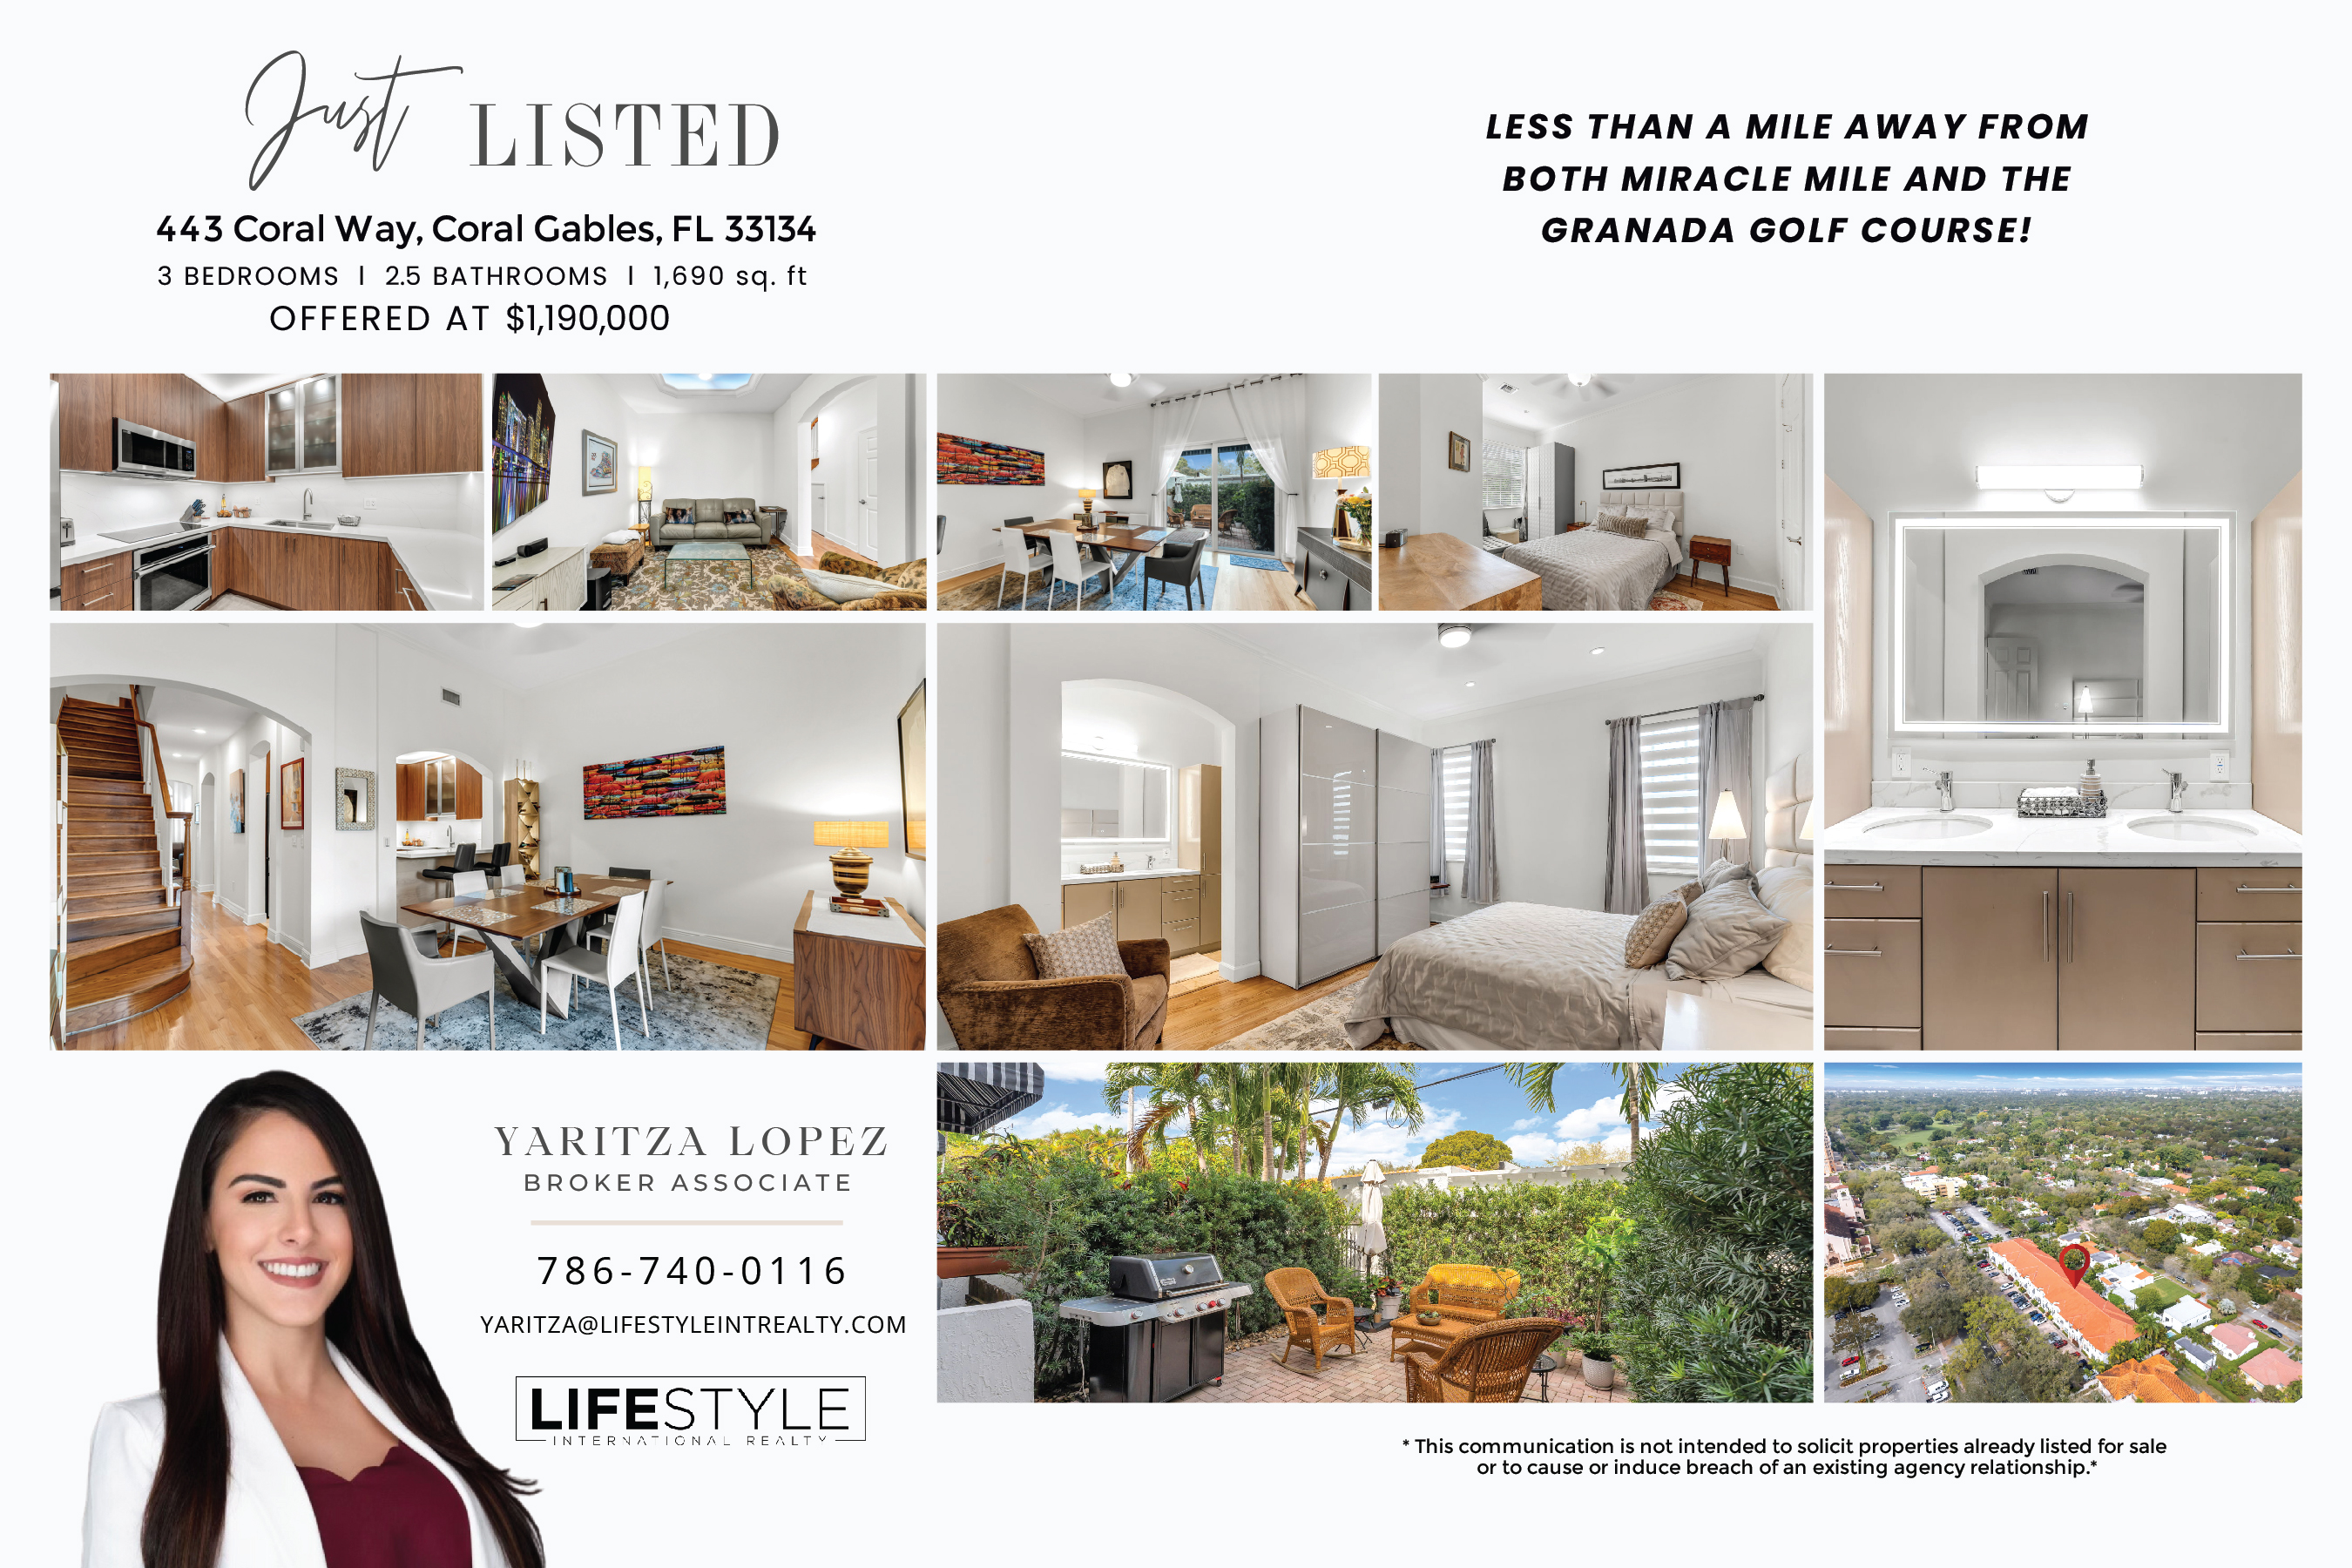 Just LISTED
443 Coral Way, Coral Gables, FL 33134
3 BEDROOMS | 2.5 BATHROOMS | 1,690 sq. ft
OFFERED AT $1,190,000
LESS THAN A MILE AWAY FROM
BOTH MIRACLE MILE AND THE
GRANADA GOLF COURSE!
YARITZA LOPEZ
BROKER ASSOCIATE
786-740-0116
YARITZA@LIFESTYLEINTREALTY.COM
LIFESTYLE
INTERNATIONAL REALTY
* This communication is not intended to solicit properties already listed for sale
or to cause or induce breach of an existing agency relationship.*